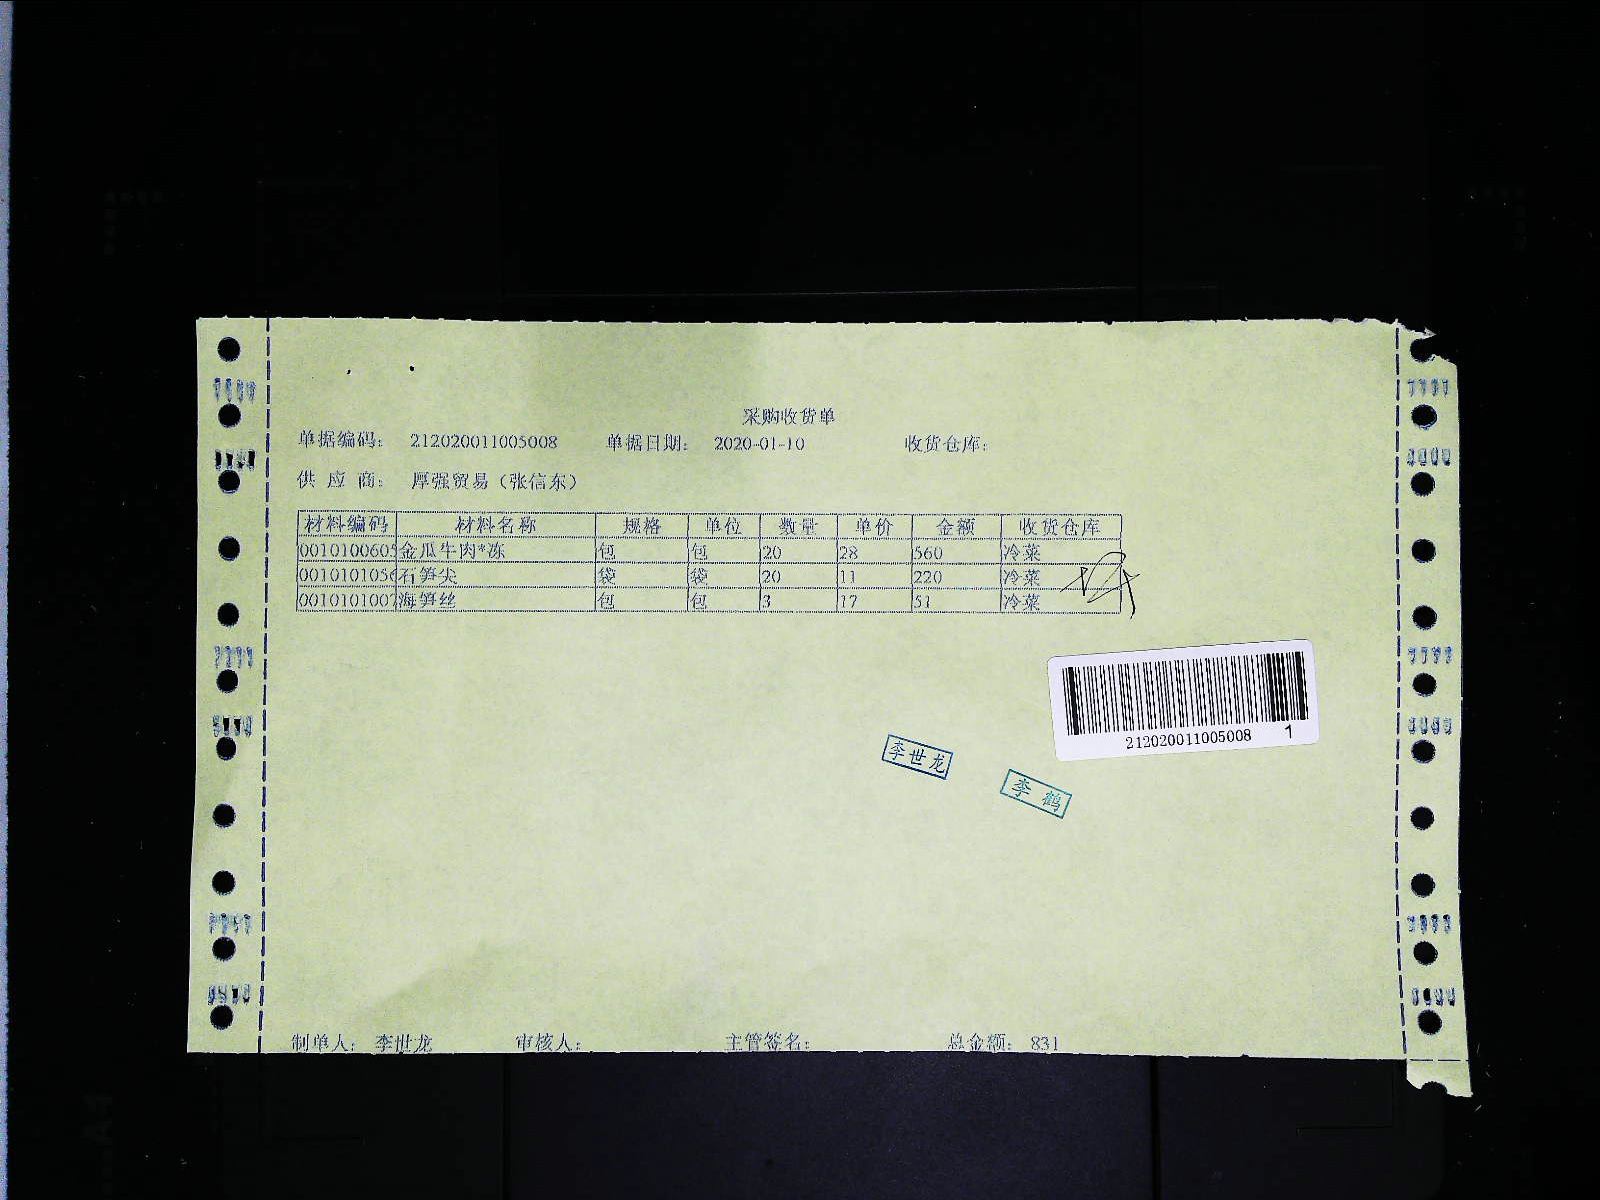 采购收货单
单据编码： 212020011005008 单据日期： 2020-01-10 收货仓库：
供 应 商： 厚强贸易（张信东）
材料编码 材料名称 规格 单位 数量 单价 金额 收货仓库
0010100605 金瓜牛肉*冻 包 包 20 28 560 冷菜
001010105 石笋尖 袋 袋 20 11 220 冷菜
0010101007 海笋丝 包 包 3 17 51 冷菜
212020011005008 1
李世龙
李鹤
制单人： 李世龙 审核人： 主管签名： 总金额： 831